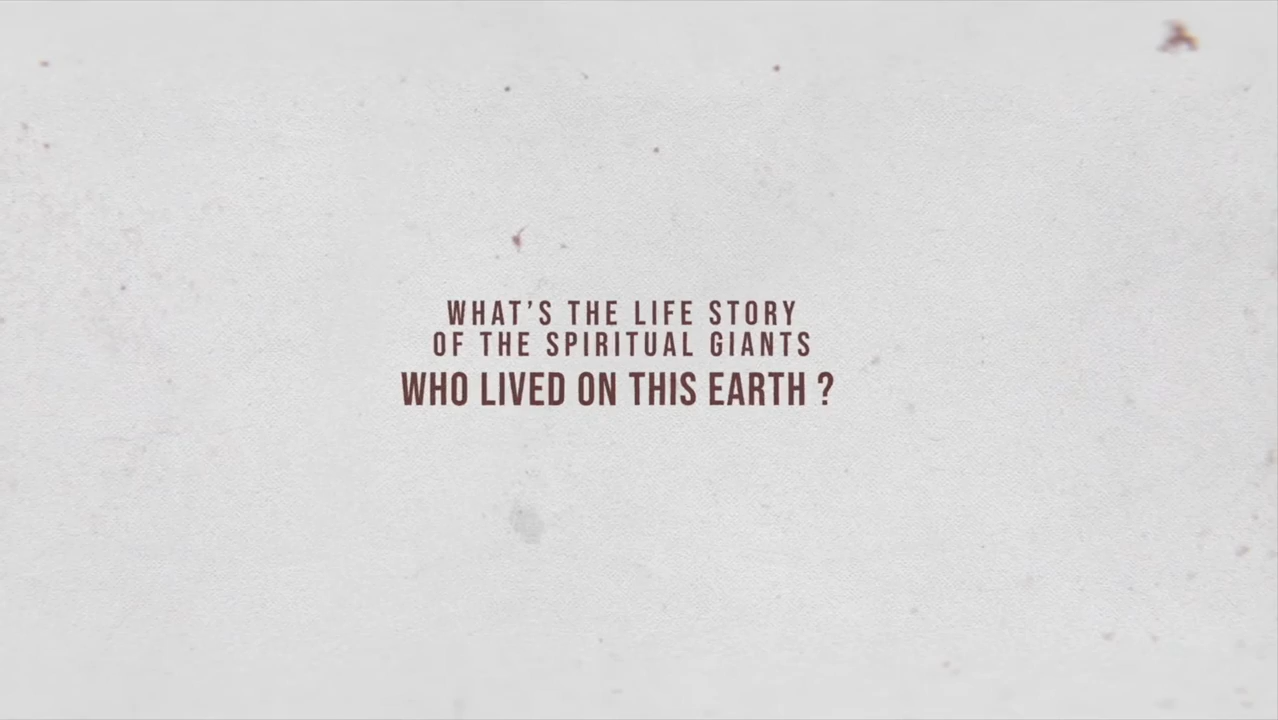 WHAT'S THE LIFE STORY
OF THE SPIRITUAL GIANTS
WHO LIVED ON THIS EARTH ?